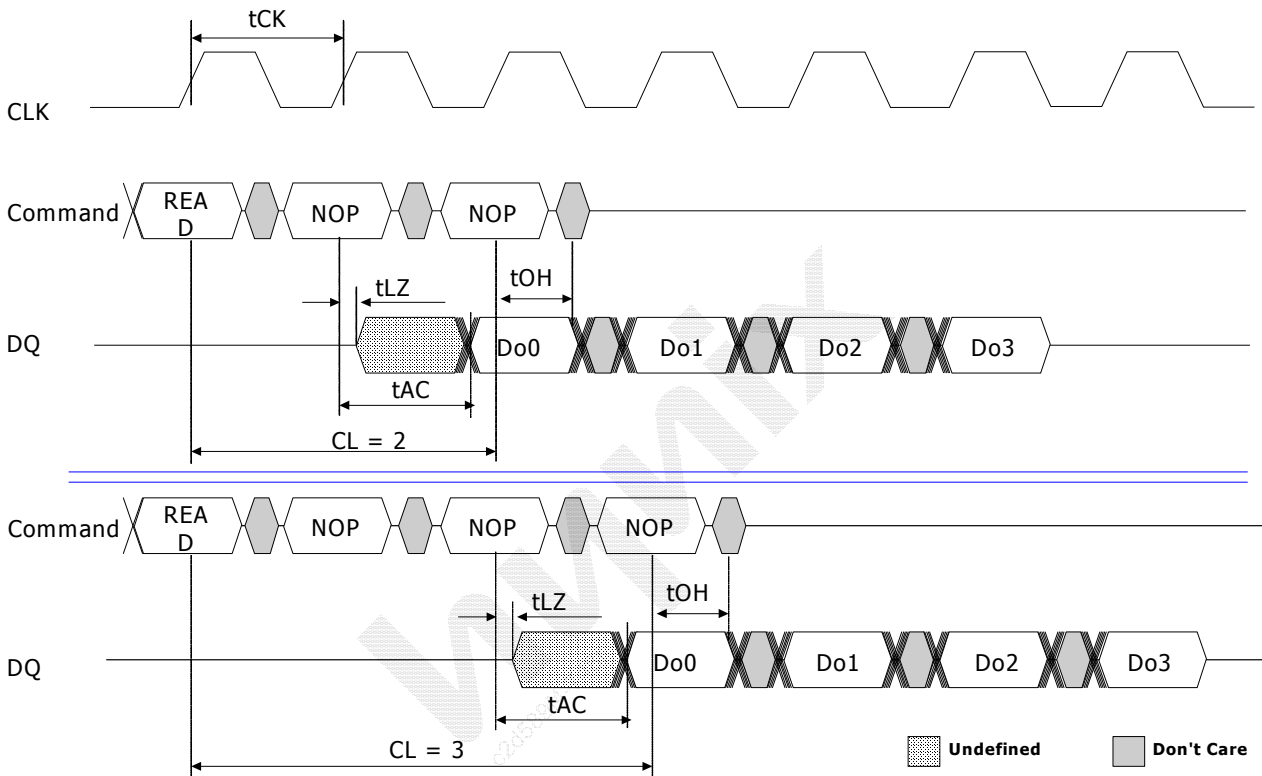 tCK
CLK
Command
REA
D
NOP
NOP
tLZ
tOH
DQ
Do0
Do1
Do2
Do3
tAC
CL = 2
Command
REA
D
NOP
NOP
NOP
tLZ
tOH
DQ
Do0
Do1
Do2
Do3
tAC
CL = 3
Undefined
Don't Care